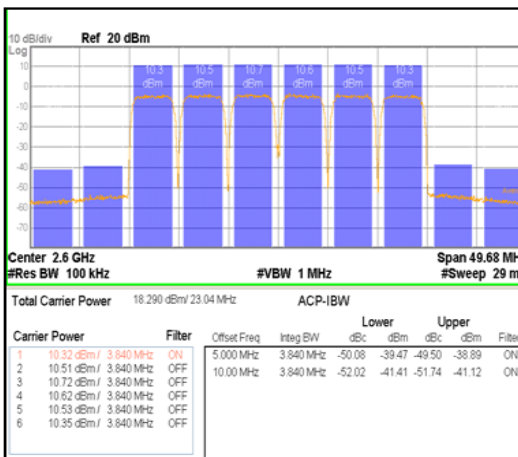 10 dB/div Ref 20 dBm
Log
10
0
-10
-20
-30
-40
-50
-60
-70
10.3 dBm 10.5 dBm 10.7 dBm 10.6 dBm 10.5 dBm 10.3 dBm
Center 2.6 GHz Span 49.68 MH
#Res BW 100 kHz #VBW 1 MHz #Sweep 29 m
Total Carrier Power 18.290 dBm/ 23.04 MHz ACP-IBW
Lower Upper
Carrier Power Filter Offset Freq Integ BW dBc dBm dBc dBm Filter
1 10.32 dBm / 3.840 MHz ON 5.000 MHz 3.840 MHz -50.08 -39.47 -49.50 -38.89 ON
2 10.51 dBm / 3.840 MHz OFF 10.00 MHz 3.840 MHz -52.02 -41.41 -51.74 -41.12 ON
3 10.72 dBm / 3.840 MHz OFF
4 10.62 dBm / 3.840 MHz OFF
5 10.53 dBm / 3.840 MHz OFF
6 10.35 dBm / 3.840 MHz OFF